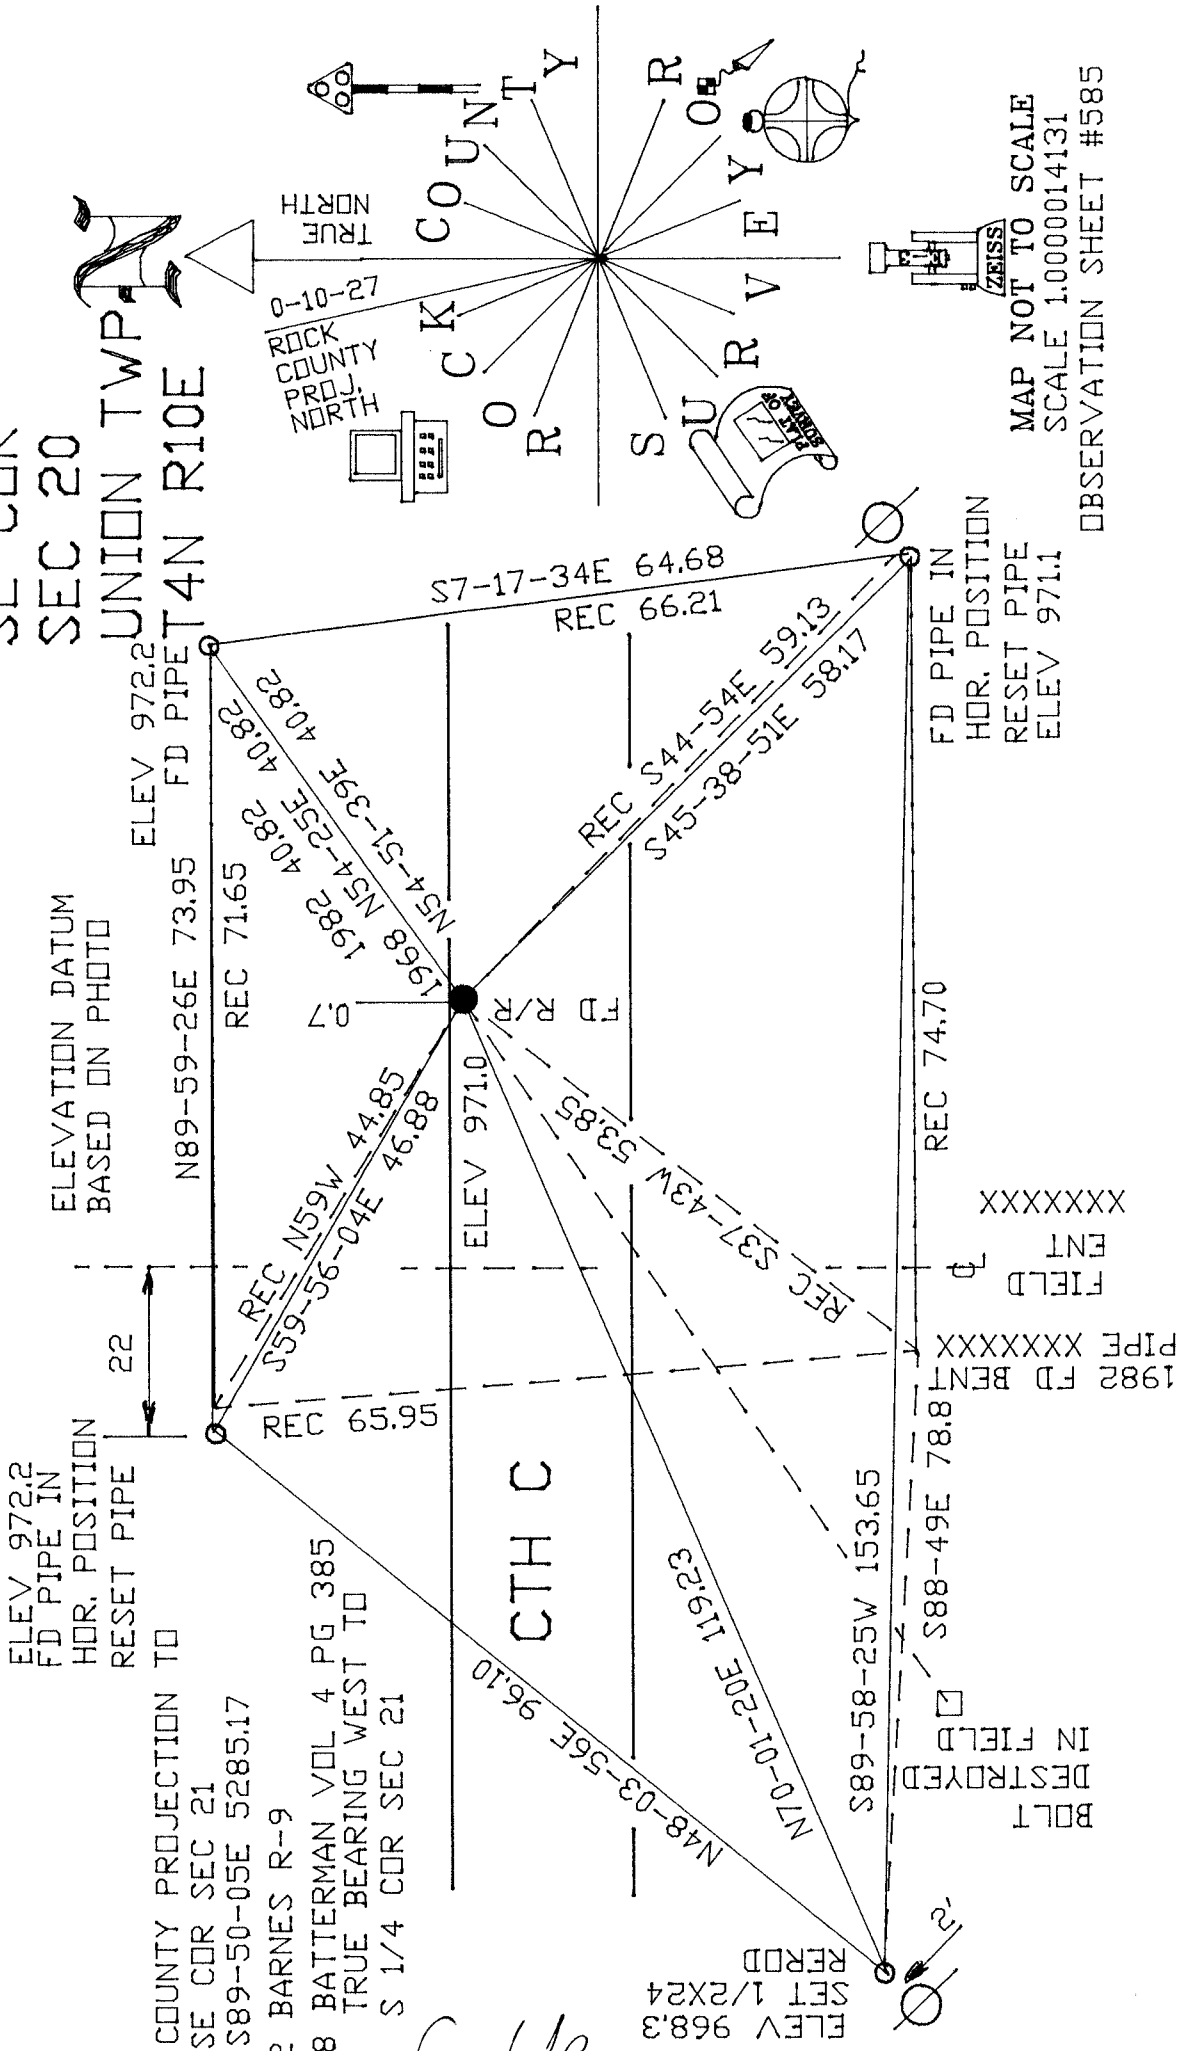 SEC 20
UNION TWP.
T4N R10E
ELEV 972.2
FD PIPE
ELEVATION DATUM
BASED ON PHOTO
ELEV 972.2
FD PIPE IN
HOR. POSITION
RESET PIPE
22
N89-59-26E 73.95
REC 71.65
COUNTY PROJECTION TO
SE COR SEC 21
S89-50-05E 5285.17
BARNES R-9
8 BATTERMAN VOL 4 PG 385
TRUE BEARING WEST TO
S 1/4 COR SEC 21
REC N59W 44.85
S59-56-04E 46.88
0.7
1982 40.82
1968 N54-25E 40.82
N54-51-39E 40.82
S7-17-34E 64.68
REC 66.21
FD R/R
ELEV 971.0
REC S44-54E 59.13
S45-38-51E 58.17
REC S37-43W 53.85
REC 65.95
CTH C
N48-03-56E 96.10
N70-01-20E 119.23
S89-58-25W 153.65
S88-49E 78.8
REC 74.70
FD PIPE IN
HOR. POSITION
RESET PIPE
ELEV 971.1
FIELD
ENT
XXXXXXX
1982 FD BENT
PIPE XXXXXXX
BOLT
DESTROYED
IN FIELD
ELEV 968.3
SET 1/2X24
REROD
2'
TRUE
NORTH
0-10-27
ROCK
COUNTY
PROJ.
NORTH
ROCK COUNTY
SURVEYOR
PLAT OF
SURVEY
ZEISS
MAP NOT TO SCALE
SCALE 1.000014131
OBSERVATION SHEET #585